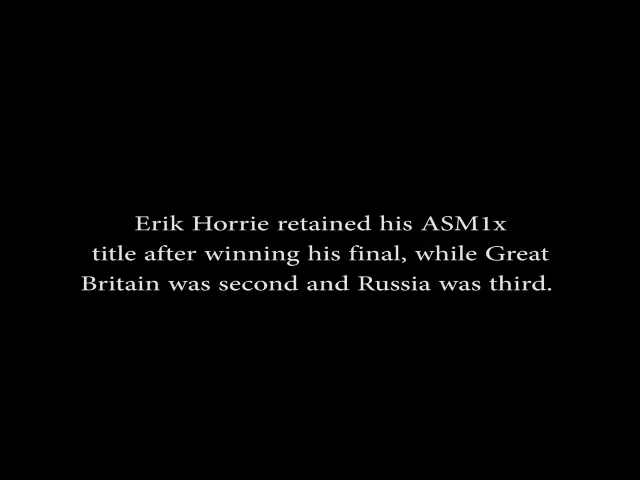 Erik Horrie retained his ASM1x
title after winning his final, while Great
Britain was second and Russia was third.